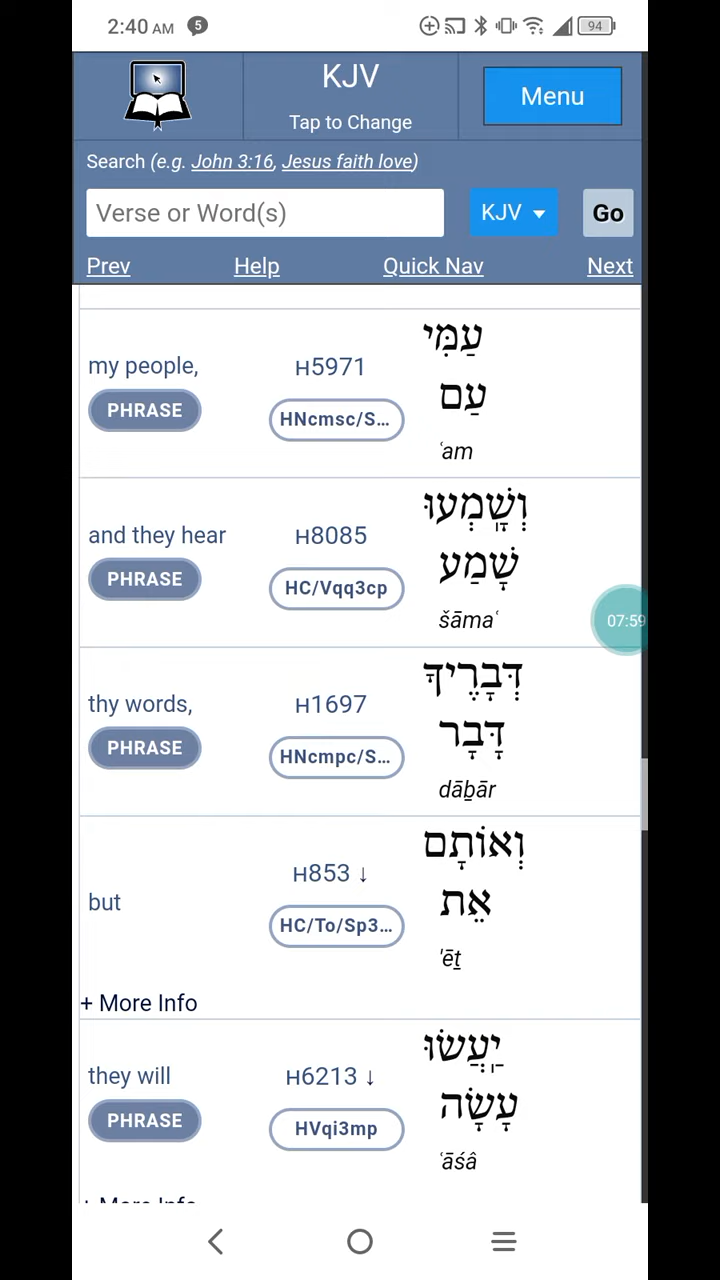 2:40 AM 5 94
KJV
Tap to Change
Menu
Search (e.g. John 3:16, Jesus faith love)
Verse or Word(s)
KJV
Go
Prev Help Quick Nav Next
my people,
PHRASE
H5971
HNcmsc/S...
עַמִּי
עַם
ʿam
and they hear
PHRASE
H8085
HC/Vqq3cp
וְשָֽׁמְעוּ
שָׁמַע
šāmaʿ
07:59
thy words,
PHRASE
H1697
HNcmpc/S...
דְּבָרֶיךָ
דָּבָר
dāḇār
but
H853 ↓
HC/To/Sp3...
וְאוֹתָם
אֵת
'ēṯ
+ More Info
they will
PHRASE
H6213 ↓
HVqi3mp
יַֽעֲשׂוּ
עָשָׂה
ʿāśâ
+ More Info